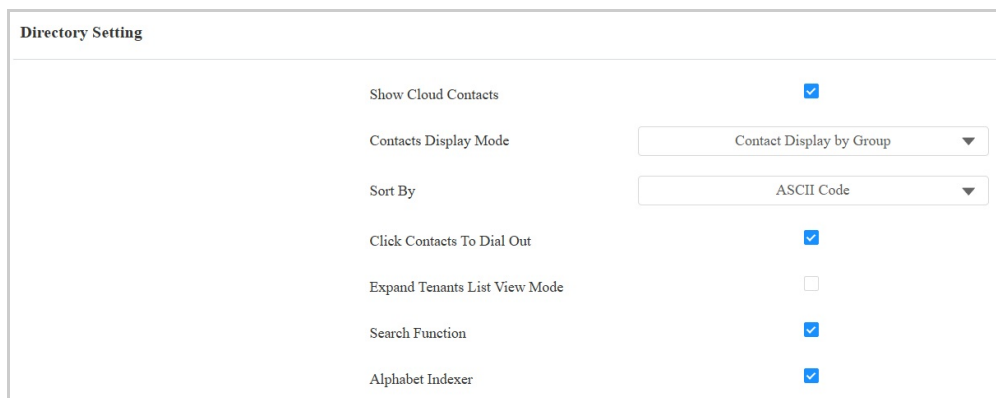 Directory Setting
Show Cloud Contacts
Contacts Display Mode Contact Display by Group
Sort By ASCII Code
Click Contacts To Dial Out
Expand Tenants List View Mode
Search Function
Alphabet Indexer